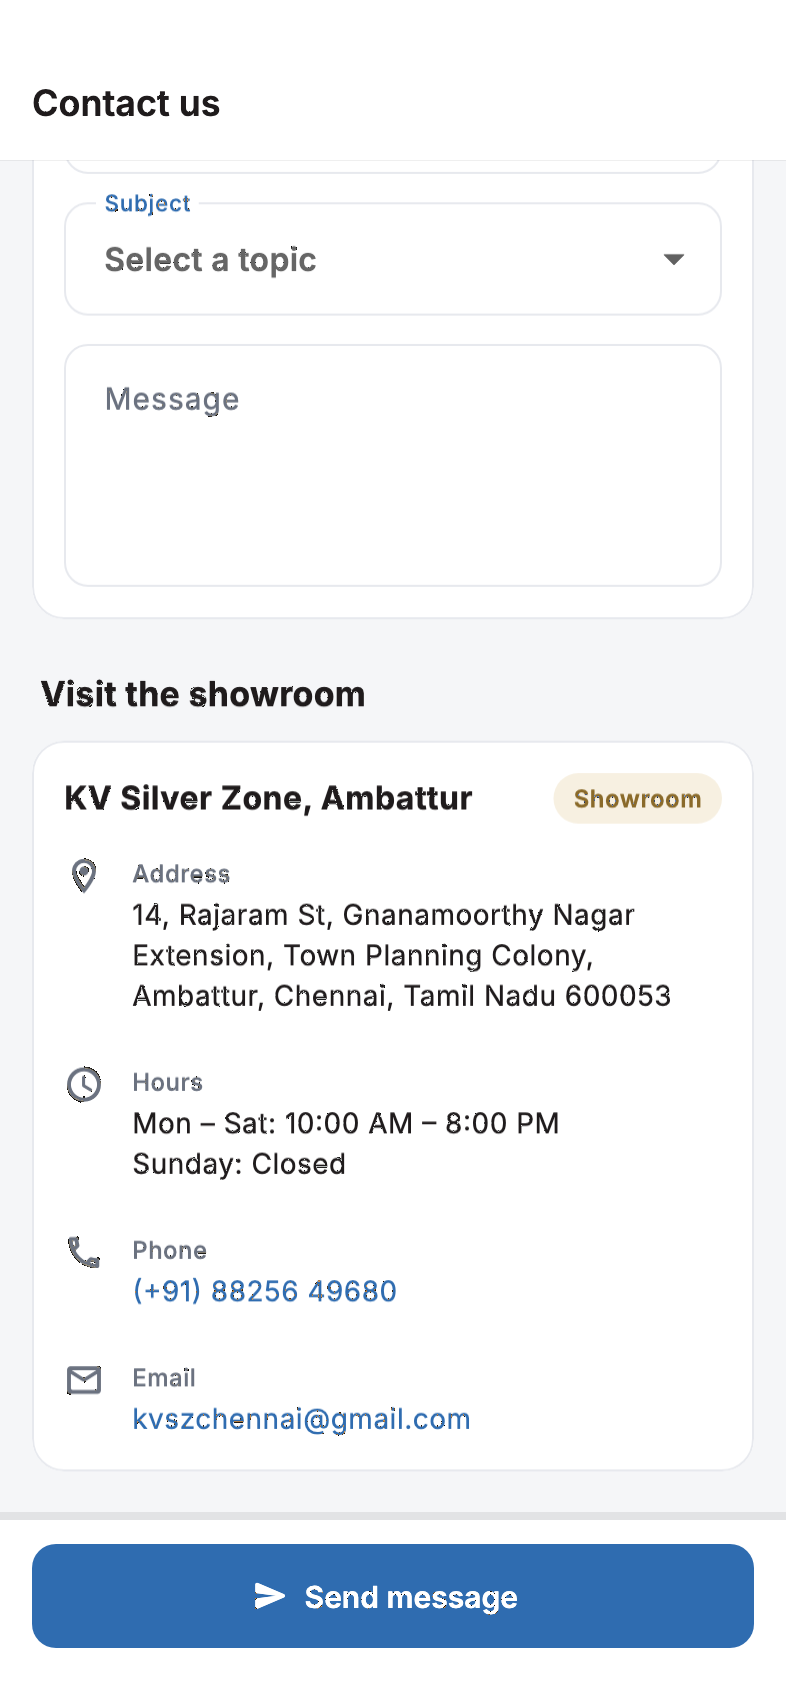 Contact us
Subject
Select a topic
Message
Visit the showroom
KV Silver Zone, Ambattur
Showroom
Address
14, Rajaram St, Gnanamoorthy Nagar
Extension, Town Planning Colony,
Ambattur, Chennai, Tamil Nadu 600053
Hours
Mon – Sat: 10:00 AM – 8:00 PM
Sunday: Closed
Phone
(+91) 88256 49680
Email
kvszchennai@gmail.com
Send message